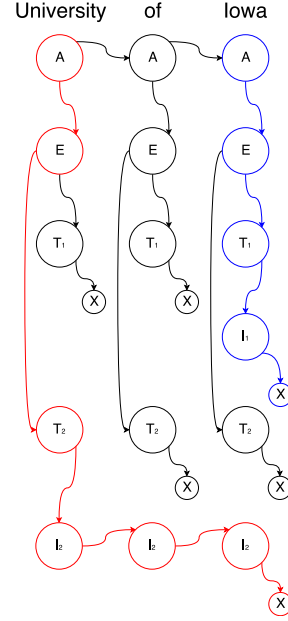 University of Iowa
A A A
E E E
T₁ T₁ T₁
X X
I₁
X
T₂ T₂ T₂
X X
I₂ I₂ I₂
X